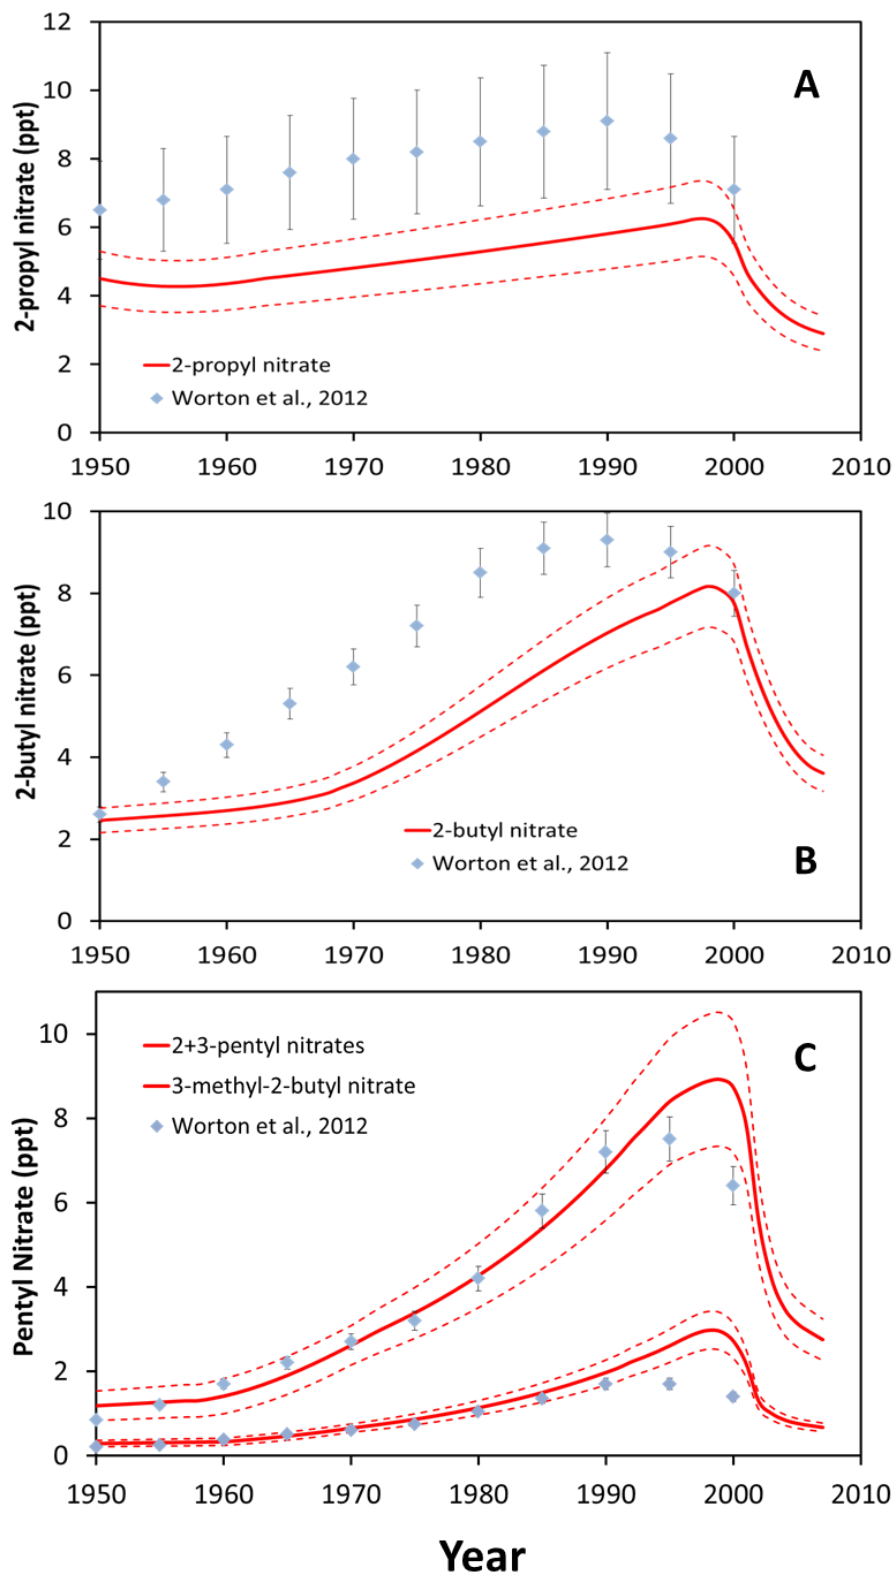 A
2-propyl nitrate (ppt)
12
10
8
6
4
2
0
2-propyl nitrate
Worton et al., 2012
1950 1960 1970 1980 1990 2000 2010
2-butyl nitrate (ppt)
10
8
6
4
2
0
2-butyl nitrate
Worton et al., 2012
B
1950 1960 1970 1980 1990 2000 2010
Pentyl Nitrate (ppt)
10
8
6
4
2
0
2+3-pentyl nitrates
3-methyl-2-butyl nitrate
Worton et al., 2012
C
1950 1960 1970 1980 1990 2000 2010
Year